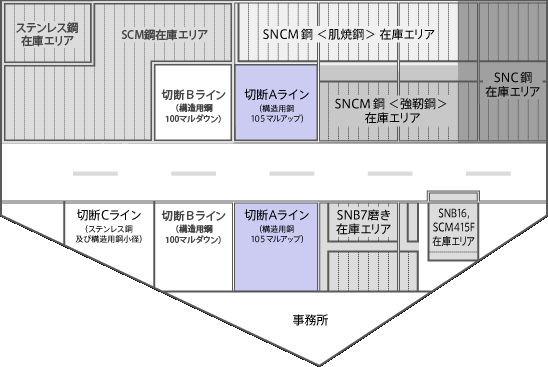 ステンレス鋼
在庫エリア
SCM鋼在庫エリア
SNCM 鋼 ＜肌焼鋼＞ 在庫エリア
SNC 鋼
在庫エリア
切断Bライン
(構造用鋼
100マルダウン)
切断Aライン
(構造用鋼
105マルアップ)
SNCM 鋼 ＜強靭鋼＞
在庫エリア
切断Cライン
(ステンレス鋼
及び構造用鋼小径)
切断Bライン
(構造用鋼
100マルダウン)
切断Aライン
(構造用鋼
105マルアップ)
SNB7磨き
在庫エリア
SNB16,
SCM415F
在庫エリア
事務所